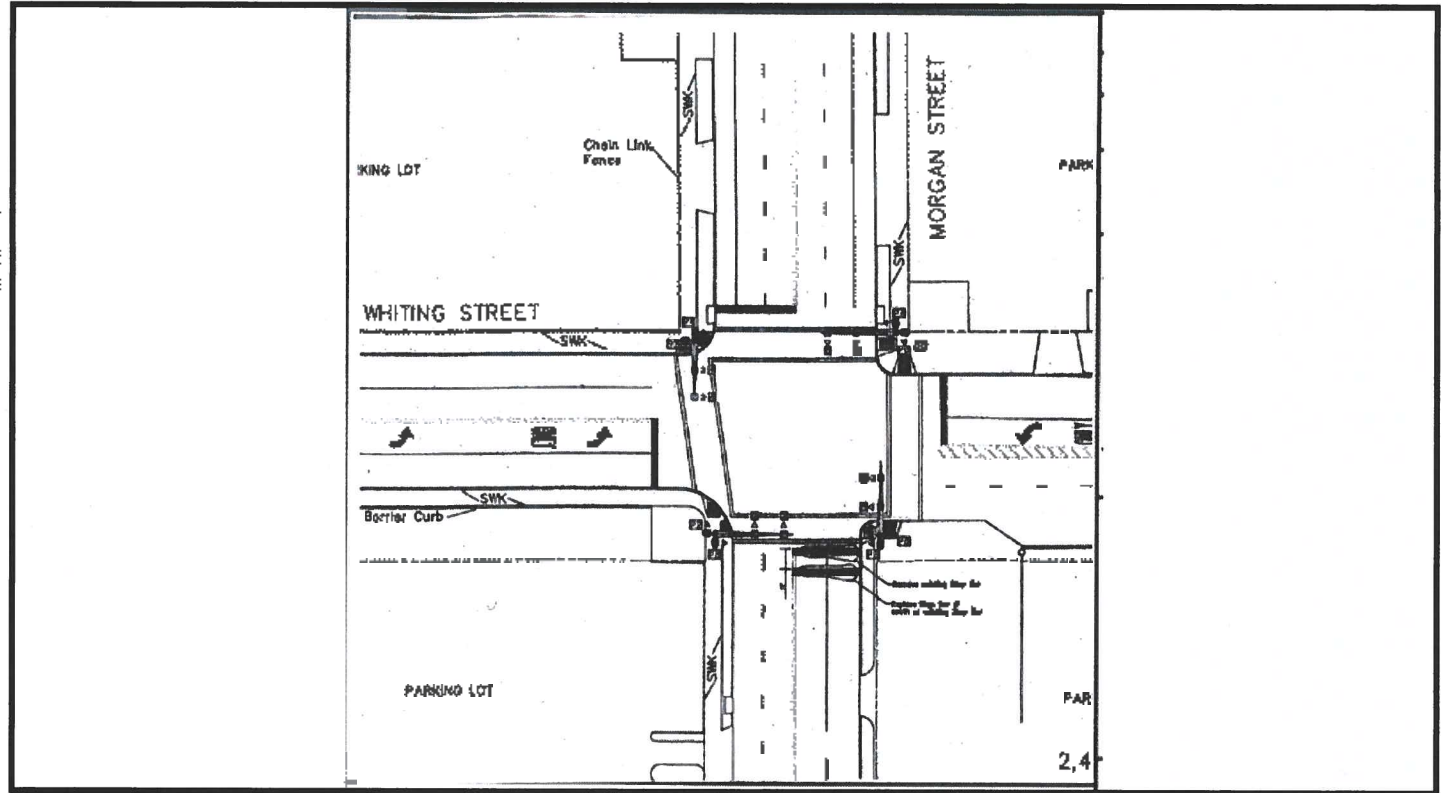 MORGAN STREET
SWK
Chain Link
Fence
KING LOT
PARK
SWK
WHITING STREET
SWK
SWK
Barrier Curb
SWK
PARKING LOT
PAR
2,4